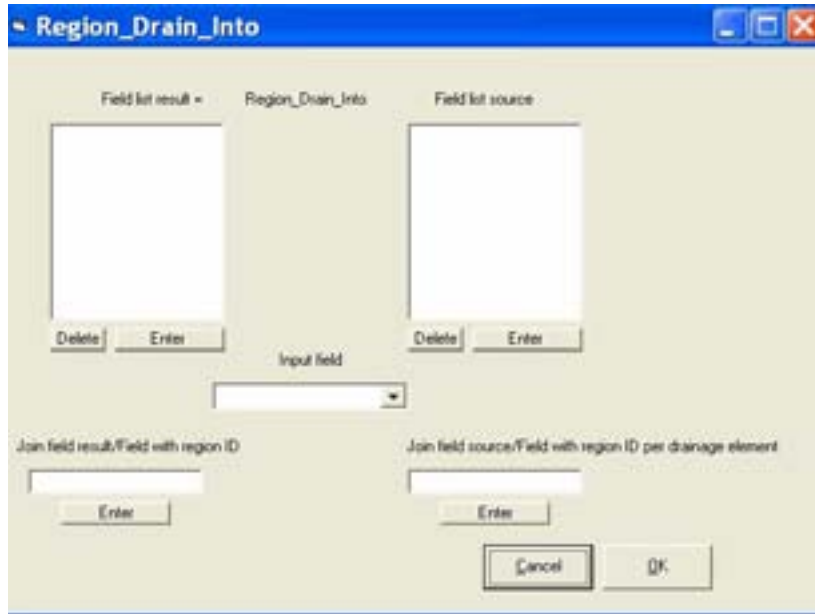 Region_Drain_Into
Field list result = Region_Drain_Into Field list source
Delete Enter Delete Enter
Input field
Join field result/Field with region ID Join field source/Field with region ID per drainage element
Enter Enter
Cancel OK